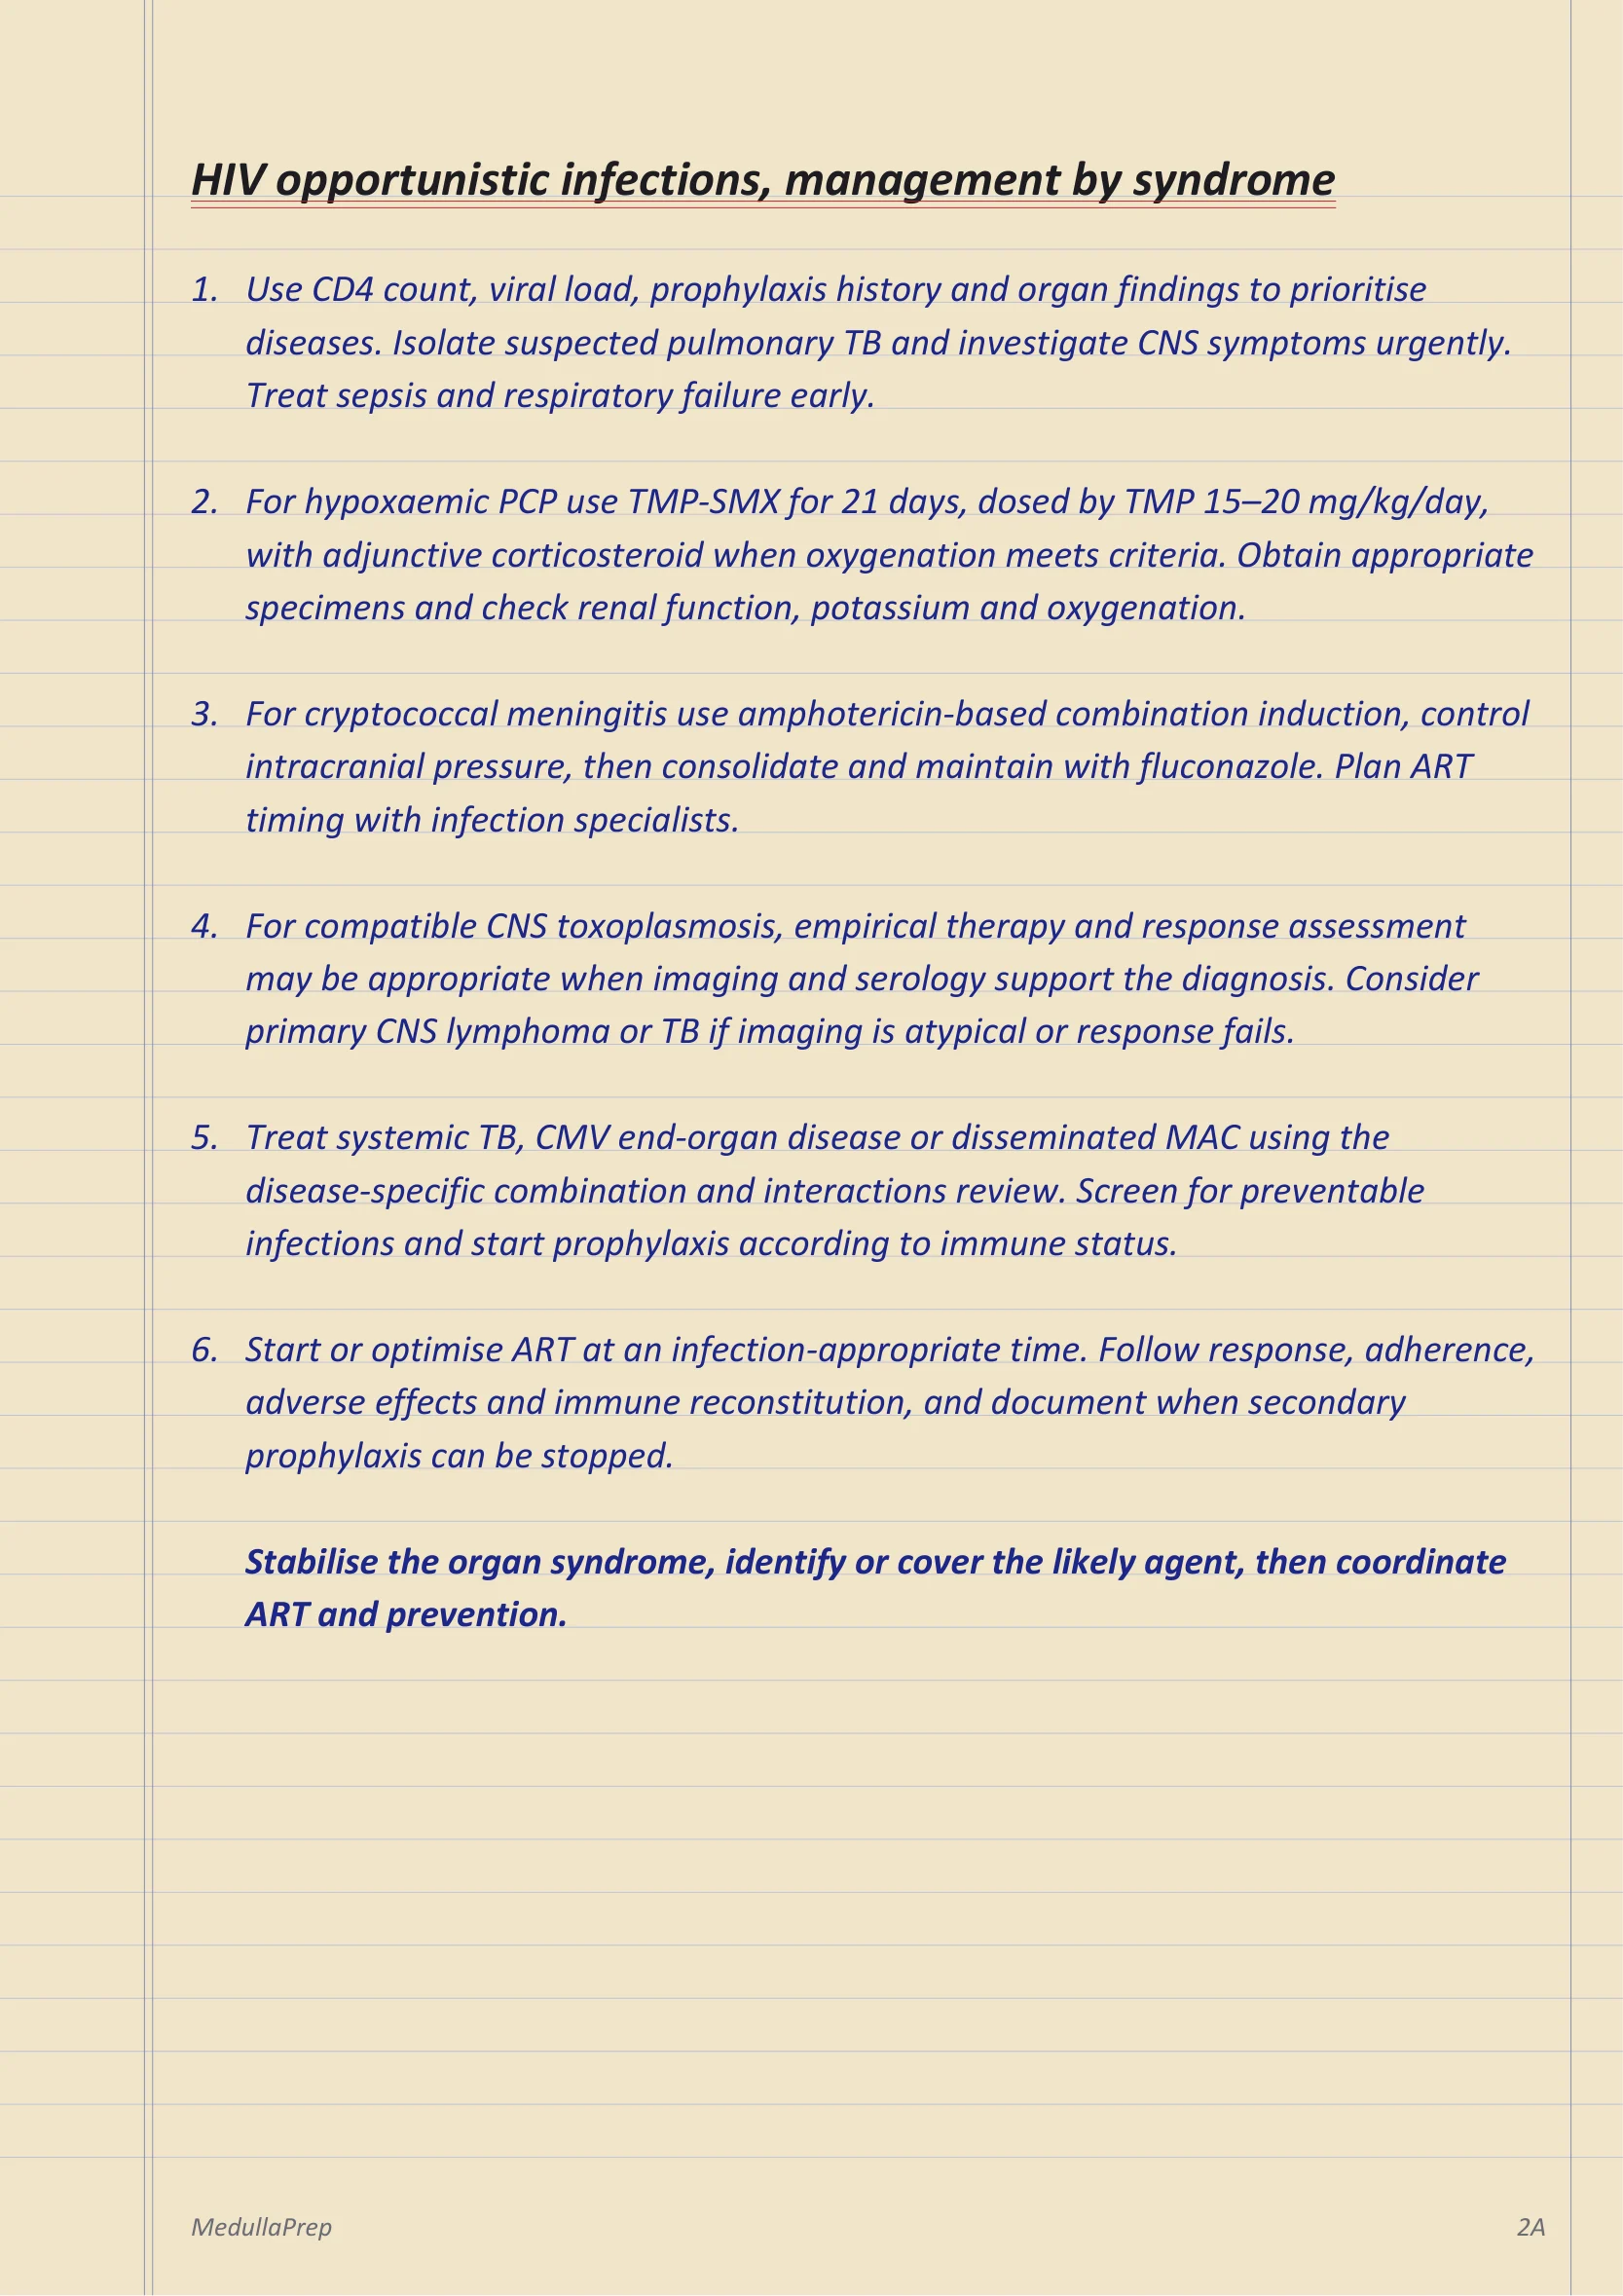 HIV opportunistic infections, management by syndrome
1. Use CD4 count, viral load, prophylaxis history and organ findings to prioritise
diseases. Isolate suspected pulmonary TB and investigate CNS symptoms urgently.
Treat sepsis and respiratory failure early.
2. For hypoxaemic PCP use TMP-SMX for 21 days, dosed by TMP 15–20 mg/kg/day,
with adjunctive corticosteroid when oxygenation meets criteria. Obtain appropriate
specimens and check renal function, potassium and oxygenation.
3. For cryptococcal meningitis use amphotericin-based combination induction, control
intracranial pressure, then consolidate and maintain with fluconazole. Plan ART
timing with infection specialists.
4. For compatible CNS toxoplasmosis, empirical therapy and response assessment
may be appropriate when imaging and serology support the diagnosis. Consider
primary CNS lymphoma or TB if imaging is atypical or response fails.
5. Treat systemic TB, CMV end-organ disease or disseminated MAC using the
disease-specific combination and interactions review. Screen for preventable
infections and start prophylaxis according to immune status.
6. Start or optimise ART at an infection-appropriate time. Follow response, adherence,
adverse effects and immune reconstitution, and document when secondary
prophylaxis can be stopped.
Stabilise the organ syndrome, identify or cover the likely agent, then coordinate
ART and prevention.
MedullaPrep
2A